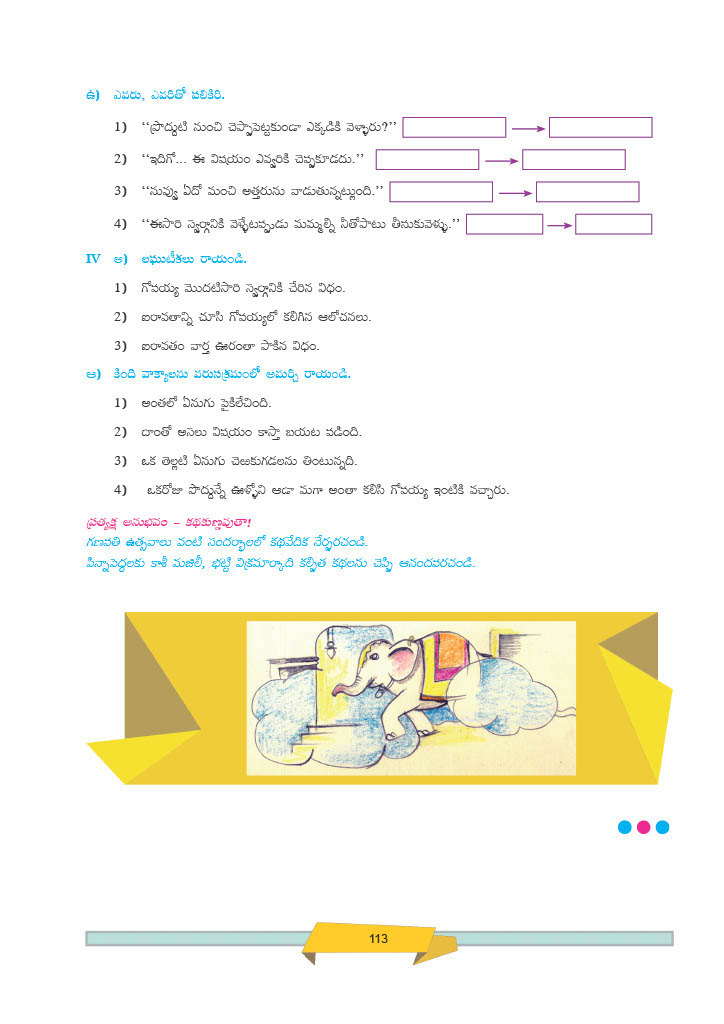 ఉ) ఎవరు, ఎవరితో పలికిరి.
1) ‘‘ప్రొద్దుటి నుంచి చెప్పాపెట్టకుండా ఎక్కడికి వెళ్ళారు?’’
2) ‘‘ఇదిగో... ఈ విషయం ఎవ్వరికి చెప్పకూడదు.’’
3) ‘‘నువ్వు ఏదో మంచి అత్తరును వాడుతున్నట్లుంది.’’
4) ‘‘ఈసారి స్వర్గానికి వెళ్ళేటప్పుడు మమ్మల్ని నీతోపాటు తీసుకువెళ్ళు.’’
IV అ) లఘుటీకలు రాయండి.
1) గోపయ్య మొదటిసారి స్వర్గానికి చేరిన విధం.
2) ఐరావతాన్ని చూసి గోపయ్యలో కలిగిన ఆలోచనలు.
3) ఐరావతం వార్త ఊరంతా పాకిన విధం.
ఆ) కింది వాక్యాలను వరుసక్రమంలో అమర్చి రాయండి.
1) అంతలో ఏనుగు పైకిలేచింది.
2) దాంతో అసలు విషయం కాస్తా బయట పడింది.
3) ఒక తెల్లటి ఏనుగు చెఱకుగడలను తింటున్నది.
4) ఒకరోజు పొద్దున్నే ఊళ్ళోని ఆడా మగా అంతా కలిసి గోపయ్య ఇంటికి వచ్చారు.
ప్రత్యక్ష అనుభవం – కథకుణ్ణవుతా!
గణపతి ఉత్సవాలు వంటి సందర్భాలలో కథవేదిక నేర్పరచండి.
పిన్నాపెద్దలకు కాశీ మజిలీ, భట్టి విక్రమార్కాది కల్పిత కథలను చెప్పి ఆనందపరచండి.
113